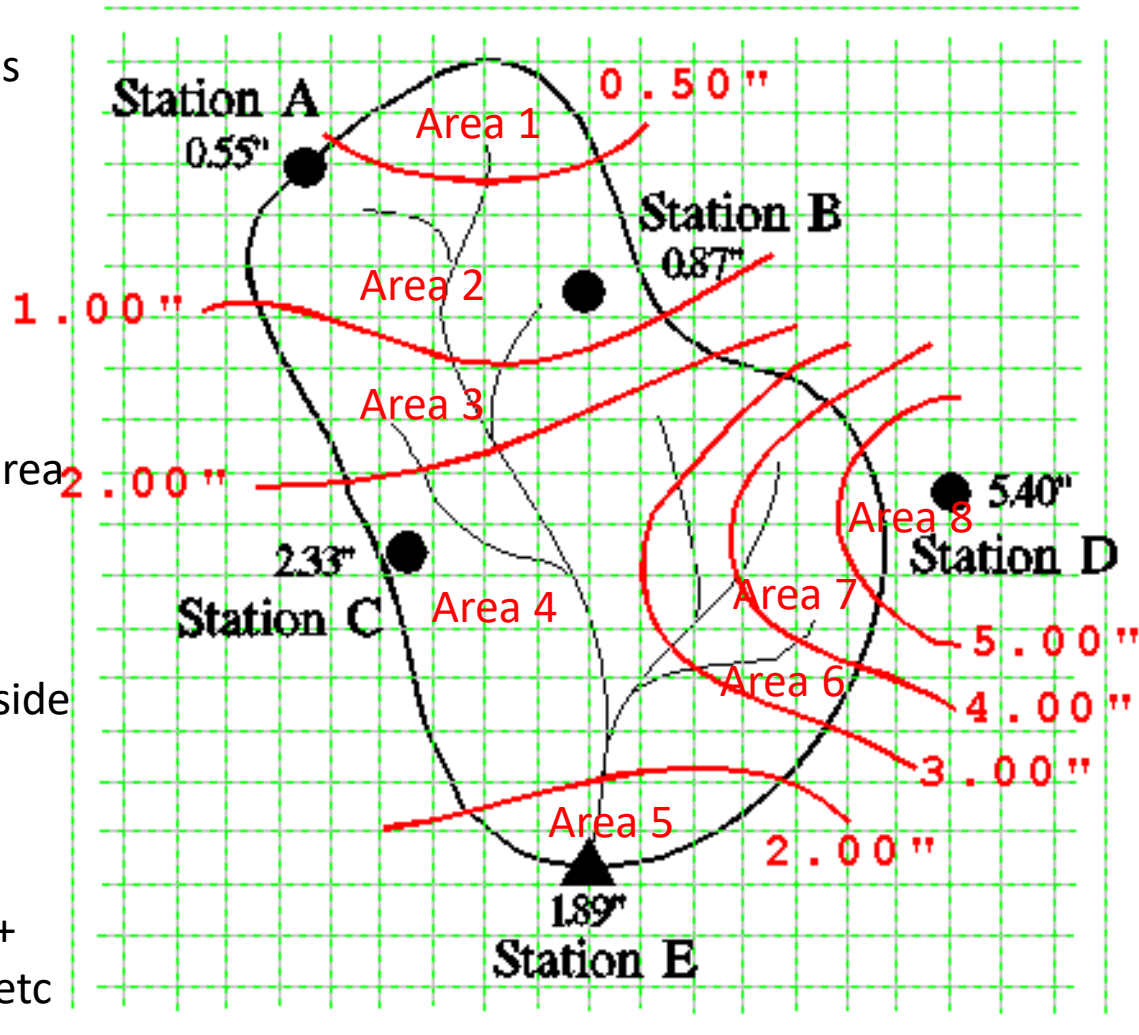 s
0.50"
Station A
Area 1
0.55"
Station B
0.87"
Area 2
1.00"
Area 3
rea
2.00"
5.40"
Area 8
Station D
2.33"
Area 7
Area 4
Station C
5.00"
Area 6
side
4.00"
3.00"
Area 5
2.00"
1.89"
+
Station E
etc